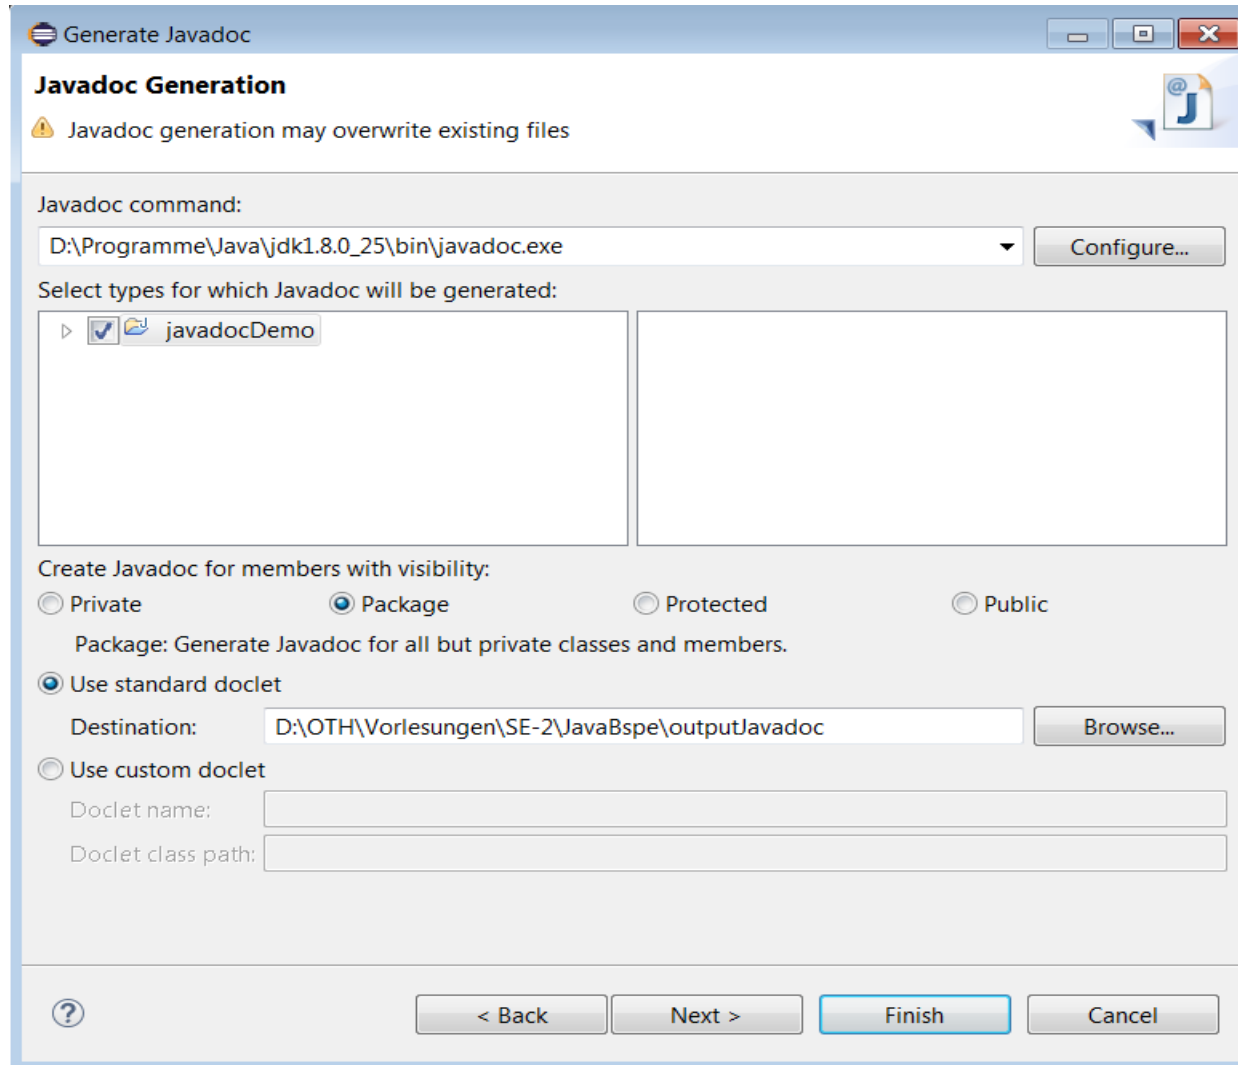 Generate Javadoc
Javadoc Generation
Javadoc generation may overwrite existing files
@
J
Javadoc command:
D:\Programme\Java\jdk1.8.0_25\bin\javadoc.exe
Configure...
Select types for which Javadoc will be generated:
javadocDemo
Create Javadoc for members with visibility:
Private Package Protected Public
Package: Generate Javadoc for all but private classes and members.
Use standard doclet
Destination: D:\OTH\Vorlesungen\SE-2\JavaBspe\outputJavadoc Browse...
Use custom doclet
Doclet name:
Doclet class path:
? < Back Next > Finish Cancel